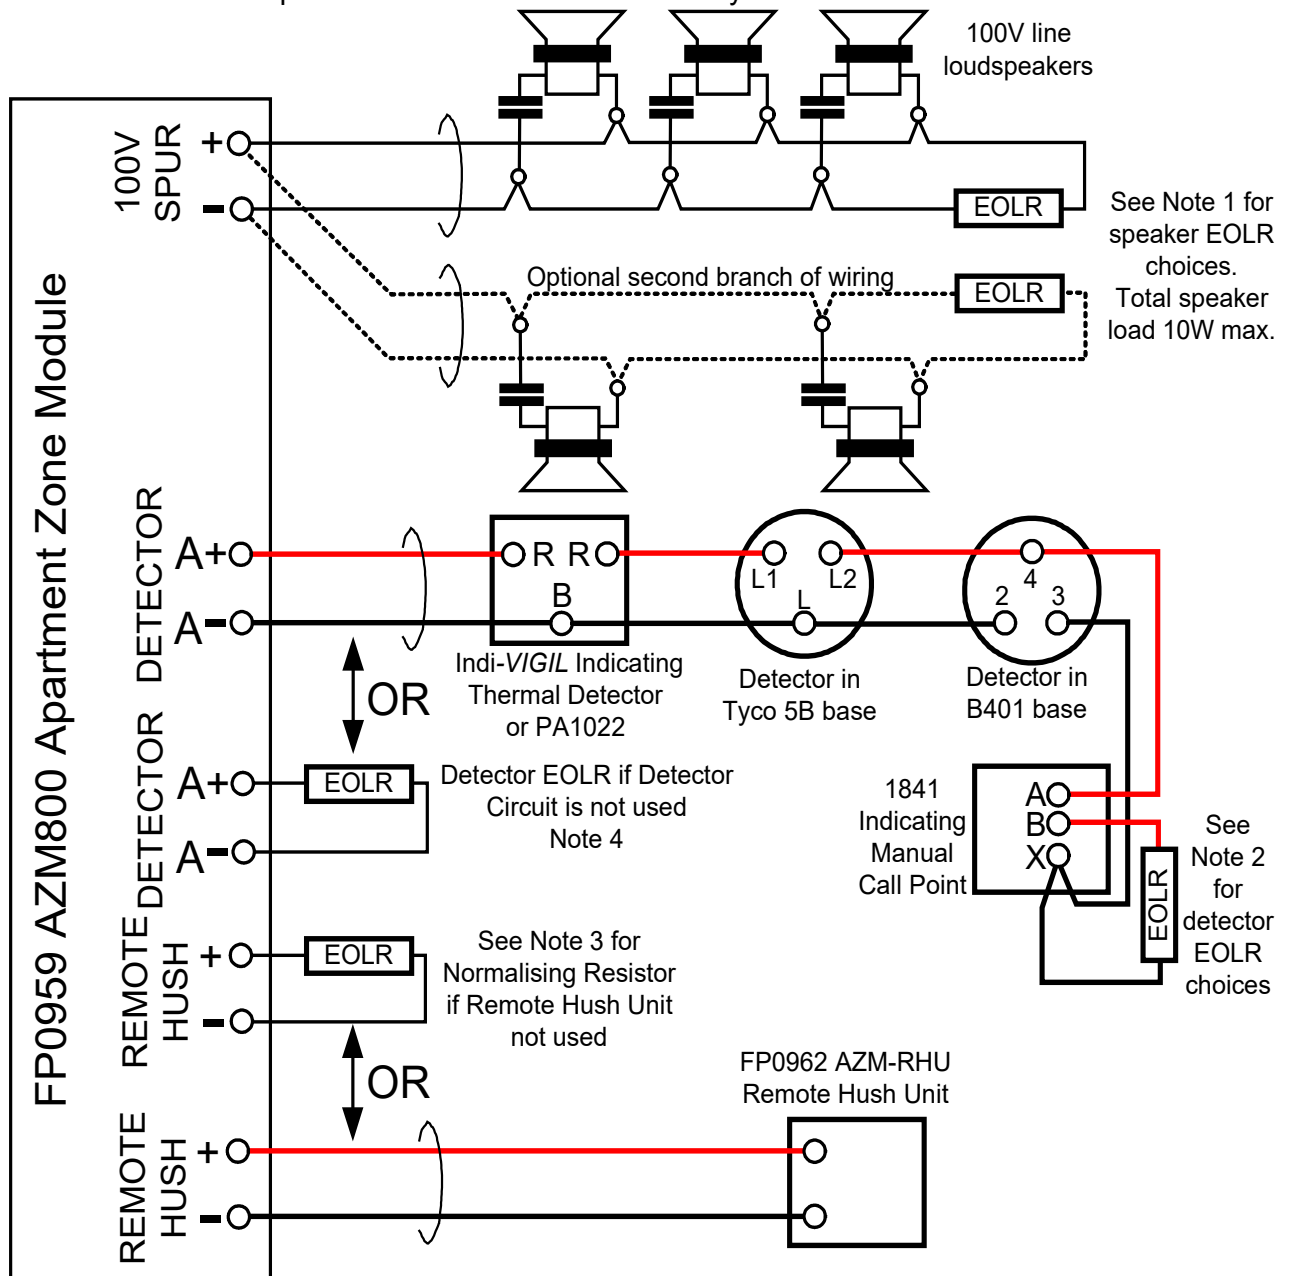 100V line
loudspeakers
100V
SPUR
+
−
EOLR
See Note 1 for
speaker EOLR
choices.
Total speaker
load 10W max.
Optional second branch of wiring
EOLR
FP0959 AZM800 Apartment Zone Module
DETECTOR
A+
A−
R R
B
L1 L2
L
4
2 3
Indi-VIGIL Indicating
Thermal Detector
or PA1022
Detector in
Tyco 5B base
Detector in
B401 base
OR
DETECTOR
A+
A−
EOLR
Detector EOLR if Detector
Circuit is not used
Note 4
1841
Indicating
Manual
Call Point
A
B
X
EOLR
See
Note 2
for
detector
EOLR
choices
REMOTE
HUSH
+
−
EOLR
See Note 3 for
Normalising Resistor
if Remote Hush Unit
not used
OR
FP0962 AZM-RHU
Remote Hush Unit
REMOTE
HUSH
+
−